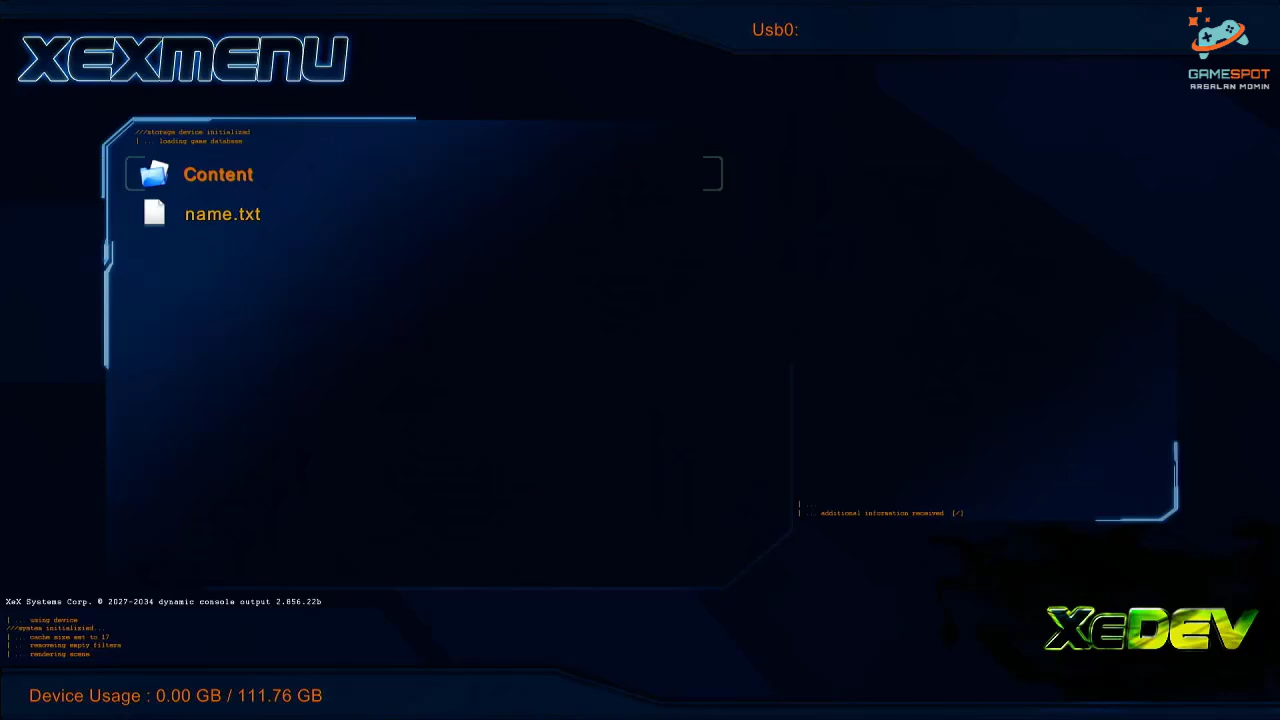 XEXMENU
Usb0:
GAMESPOT
ARSALAN MOMIN
///storage device initialized
| ... loading game database
Content
name.txt
| ...
| ... additional information received [/]
XeX Systems Corp. © 2027-2034 dynamic console output 2.856.22b
| ... using device
///system initializied...
| ... cache size set to 17
| ... removeing empty filters
| ... rendering scene
XeDEV
Device Usage : 0.00 GB / 111.76 GB